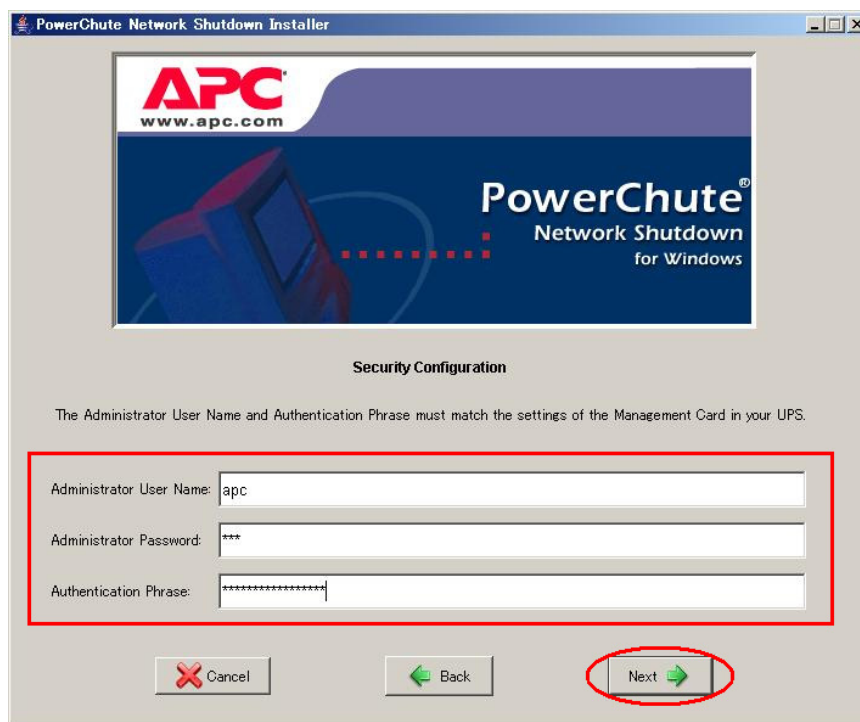 PowerChute Network Shutdown Installer
APC
www.apc.com
PowerChute®
Network Shutdown
for Windows
Security Configuration
The Administrator User Name and Authentication Phrase must match the settings of the Management Card in your UPS.
Administrator User Name: apc
Administrator Password: ***
Authentication Phrase: *****************
Cancel Back Next